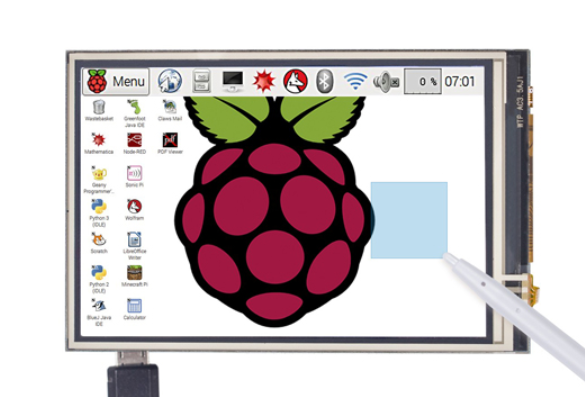 Menu
0 %
07:01
Wastebasket
Greenfoot
Java IDE
Claws Mail
Mathematica
Node-RED
PDF Viewer
Geany
Programmer'...
Sonic Pi
Python 3
(IDLE)
Wolfram
Scratch
LibreOffice
Writer
Python 2
(IDLE)
Minecraft Pi
BlueJ Java
IDE
Calculator